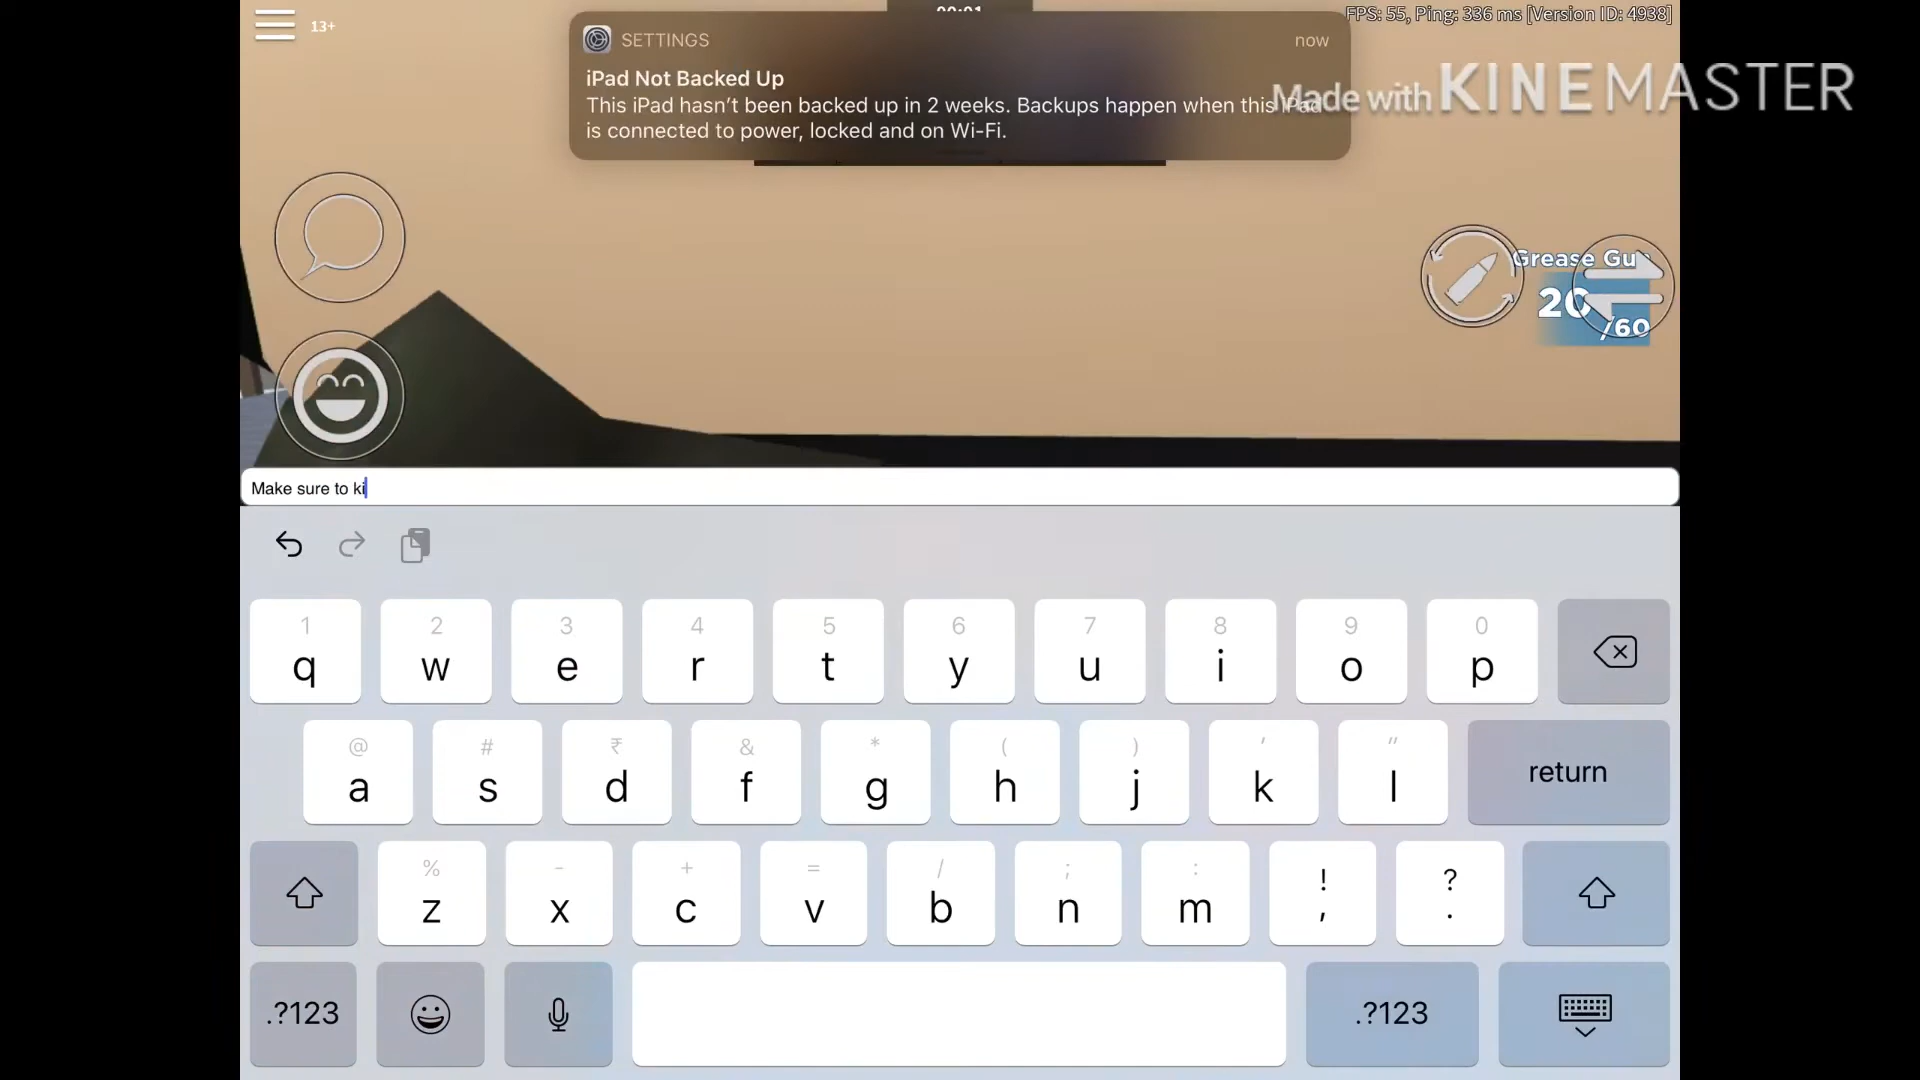 13+
00:01
FPS: 55, Ping: 336 ms [Version ID: 4938]
SETTINGS
now
iPad Not Backed Up
This iPad hasn't been backed up in 2 weeks. Backups happen when this iPad
is connected to power, locked and on Wi-Fi.
Made with KINEMASTER
Grease Gun
20
/60
Make sure to ki
1 2 3 4 5 6 7 8 9 0
q w e r t y u i o p
@ # ₹ & * ( ) ' "
a s d f g h j k l return
% - + = / ; : ! ?
z x c v b n m , .
.?123 .?123